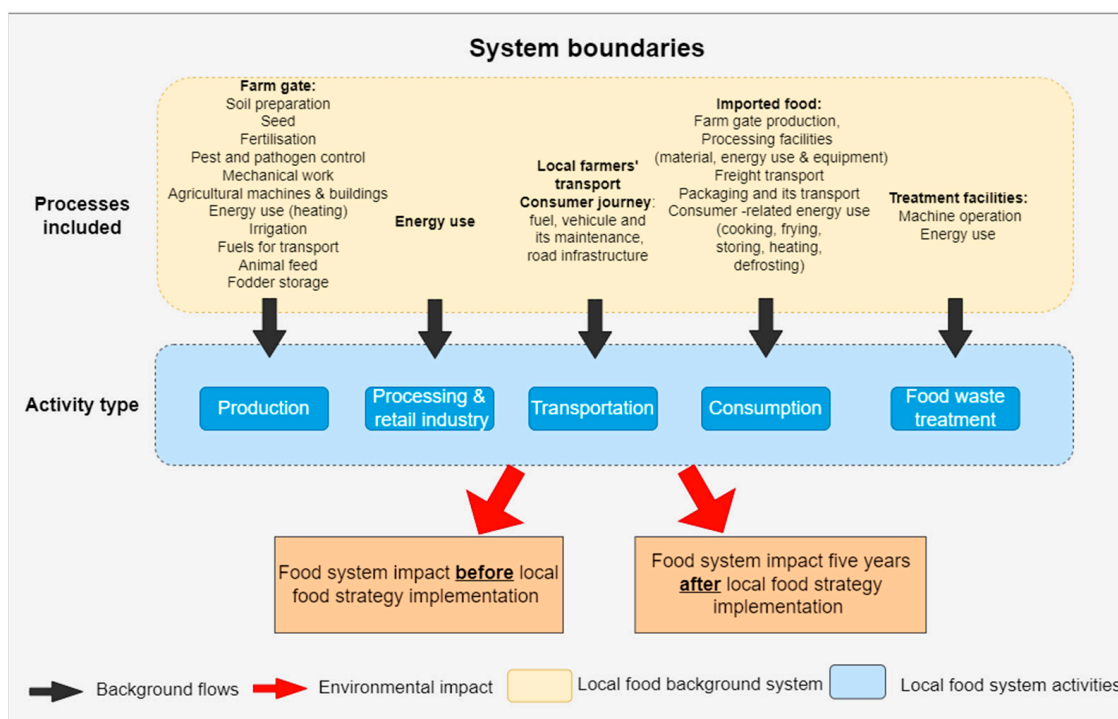 System boundaries
Processes
included
Farm gate:
Soil preparation
Seed
Fertilisation
Pest and pathogen control
Mechanical work
Agricultural machines & buildings
Energy use (heating)
Irrigation
Fuels for transport
Animal feed
Fodder storage
Energy use
Local farmers'
transport
Consumer journey:
fuel, vehicule and
its maintenance,
road infrastructure
Imported food:
Farm gate production,
Processing facilities
(material, energy use & equipment)
Freight transport
Packaging and its transport
Consumer -related energy use
(cooking, frying,
storing, heating,
defrosting)
Treatment facilities:
Machine operation
Energy use
Activity type
Production
Processing &
retail industry
Transportation
Consumption
Food waste
treatment
Food system impact before local
food strategy implementation
Food system impact five years
after local food strategy
implementation
Background flows
Environmental impact
Local food background system
Local food system activities